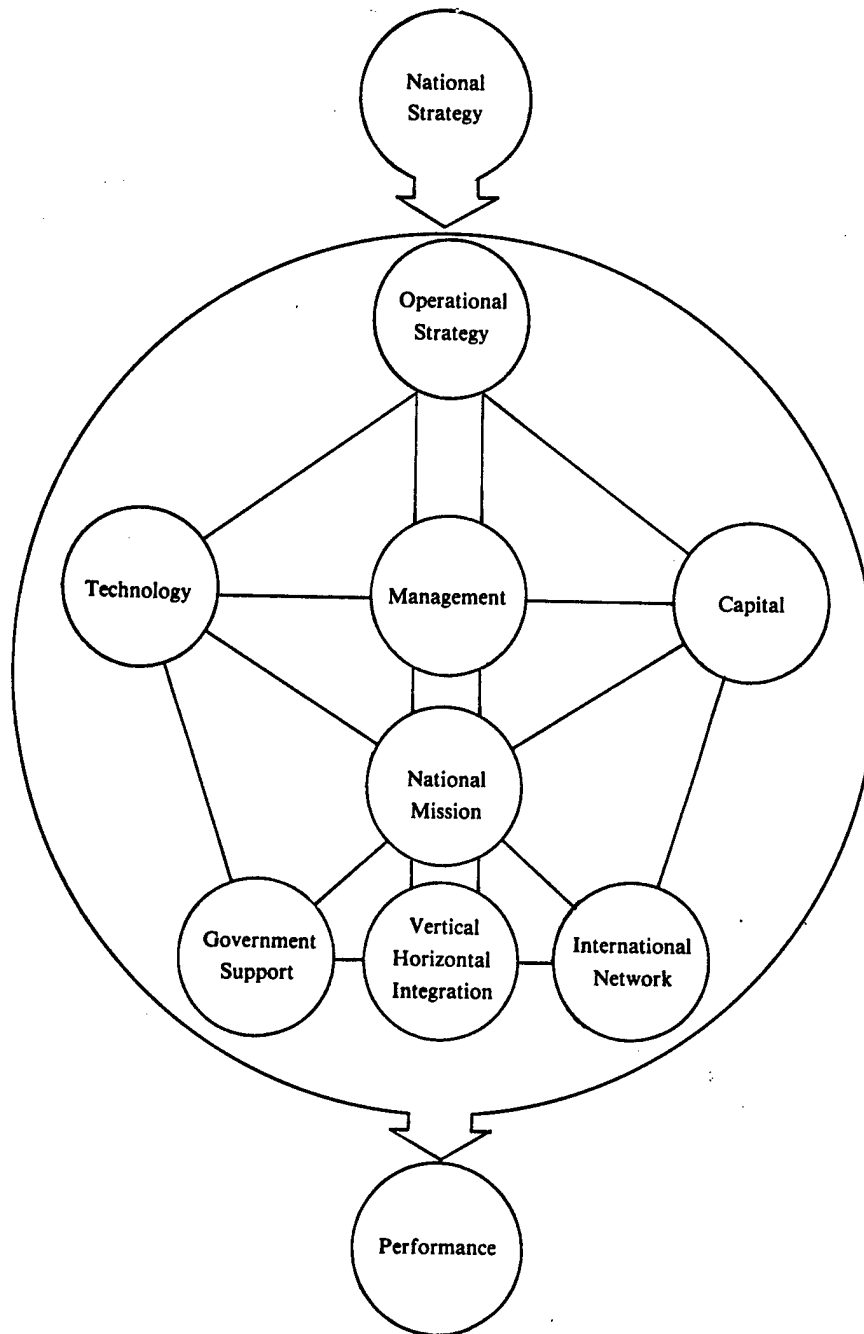 National
Strategy
Operational
Strategy
Technology
Management
Capital
National
Mission
Government
Support
Vertical
Horizontal
Integration
International
Network
Performance